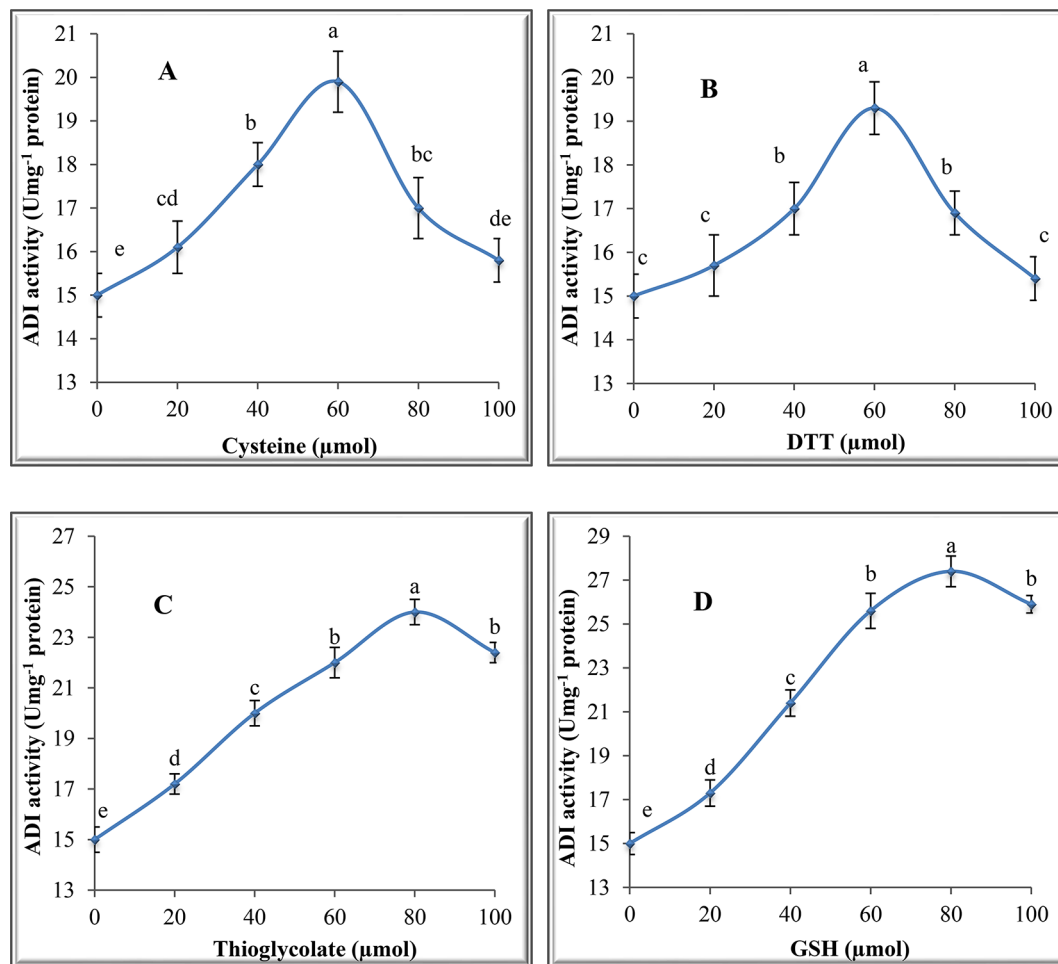 A
ADI activity (Umg⁻¹ protein)
21
20
19
18
17
16
15
14
13
e
cd
b
a
bc
de
0 20 40 60 80 100
Cysteine (µmol)
B
ADI activity (Umg⁻¹ protein)
21
20
19
18
17
16
15
14
13
c
c
b
a
b
c
0 20 40 60 80 100
DTT (µmol)
C
ADI activity (Umg⁻¹ protein)
27
25
23
21
19
17
15
13
e
d
c
b
a
b
0 20 40 60 80 100
Thioglycolate (µmol)
D
ADI activity (Umg⁻¹ protein)
29
27
25
23
21
19
17
15
13
e
d
c
b
a
b
0 20 40 60 80 100
GSH (µmol)